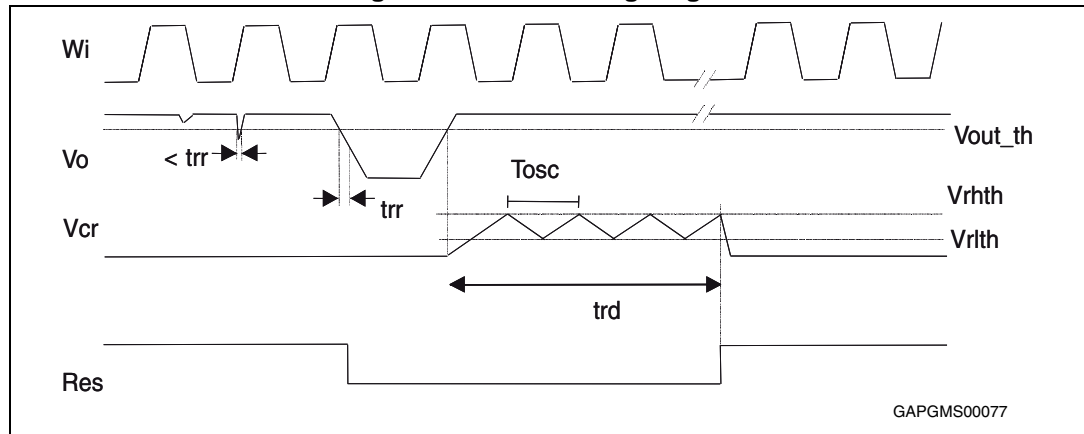 Wi
Vout_th
Vo
< trr
Tosc
trr
Vrhth
Vcr
Vrlth
trd
Res
GAPGMS00077